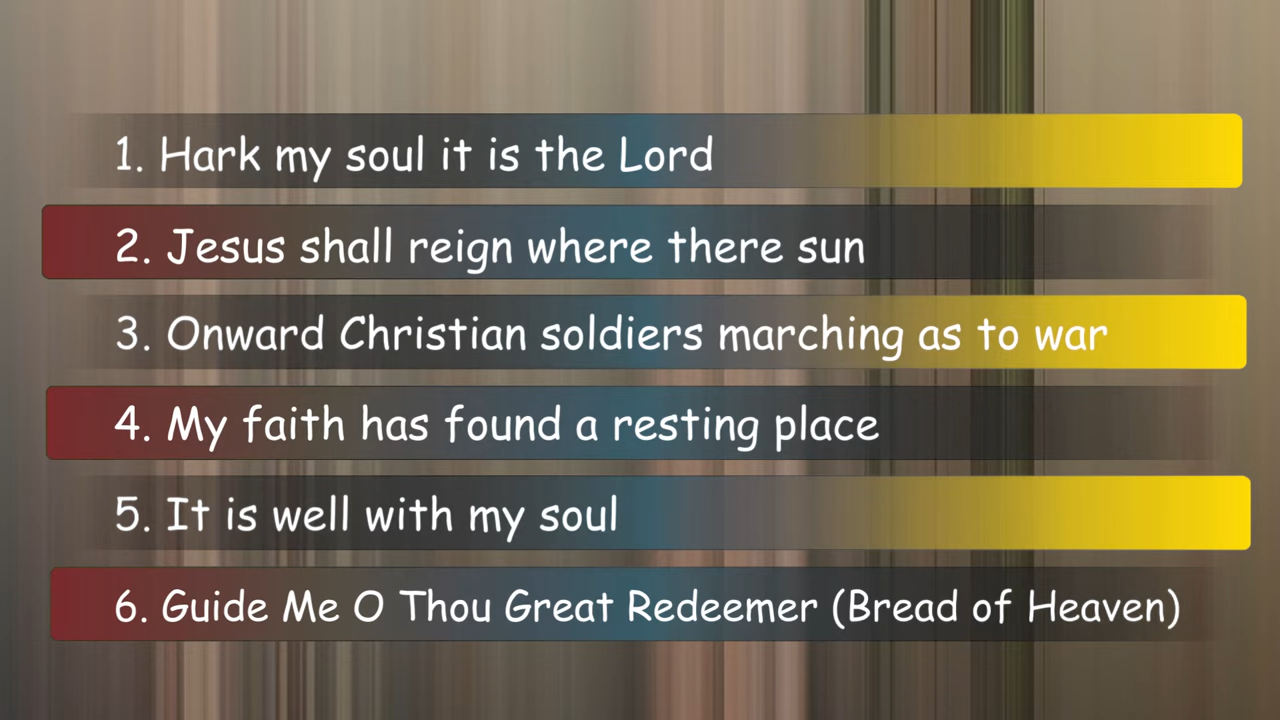 1. Hark my soul it is the Lord
2. Jesus shall reign where there sun
3. Onward Christian soldiers marching as to war
4. My faith has found a resting place
5. It is well with my soul
6. Guide Me O Thou Great Redeemer (Bread of Heaven)